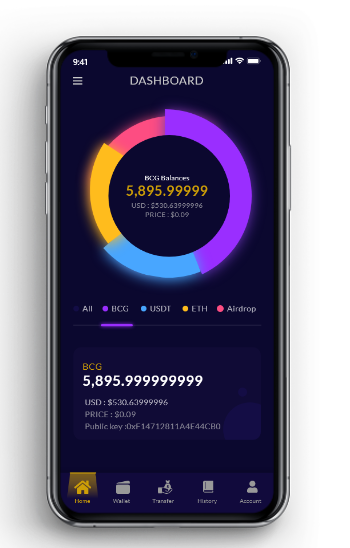 9:41
DASHBOARD
BCG Balances
5,895.99999
USD : $530.63999996
PRICE : $0.09
All BCG USDT ETH Airdrop
BCG
5,895.999999999
USD : $530.63999996
PRICE : $0.09
Public key :0xF14712811A4E44CB0
Home Wallet Transfer History Account